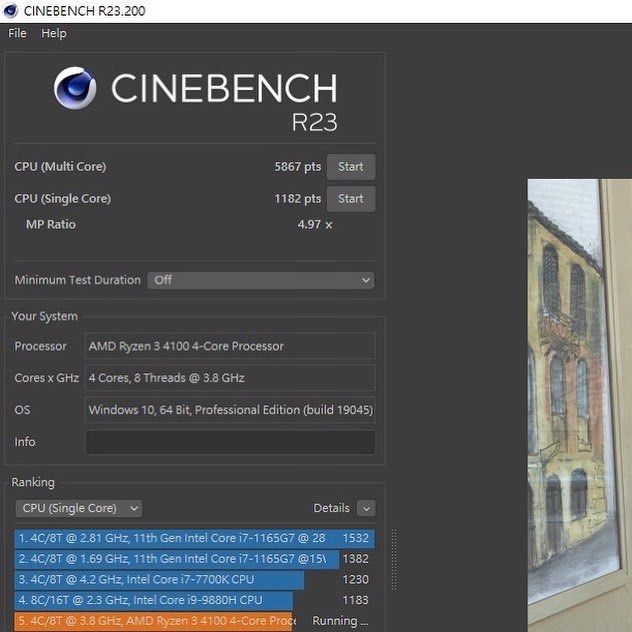 CINEBENCH R23.200
File Help
CINEBENCH
R23
CPU (Multi Core) 5867 pts Start
CPU (Single Core) 1182 pts Start
MP Ratio 4.97 x
Minimum Test Duration Off
Your System
Processor AMD Ryzen 3 4100 4-Core Processor
Cores x GHz 4 Cores, 8 Threads @ 3.8 GHz
OS Windows 10, 64 Bit, Professional Edition (build 19045)
Info
Ranking
CPU (Single Core) Details
1. 4C/8T @ 2.81 GHz, 11th Gen Intel Core i7-1165G7 @ 28 1532
2. 4C/8T @ 1.69 GHz, 11th Gen Intel Core i7-1165G7 @15 1382
3. 4C/8T @ 4.2 GHz, Intel Core i7-7700K CPU 1230
4. 8C/16T @ 2.3 GHz, Intel Core i9-9880H CPU 1183
5. 4C/8T @ 3.8 GHz, AMD Ryzen 3 4100 4-Core Proce Running ...